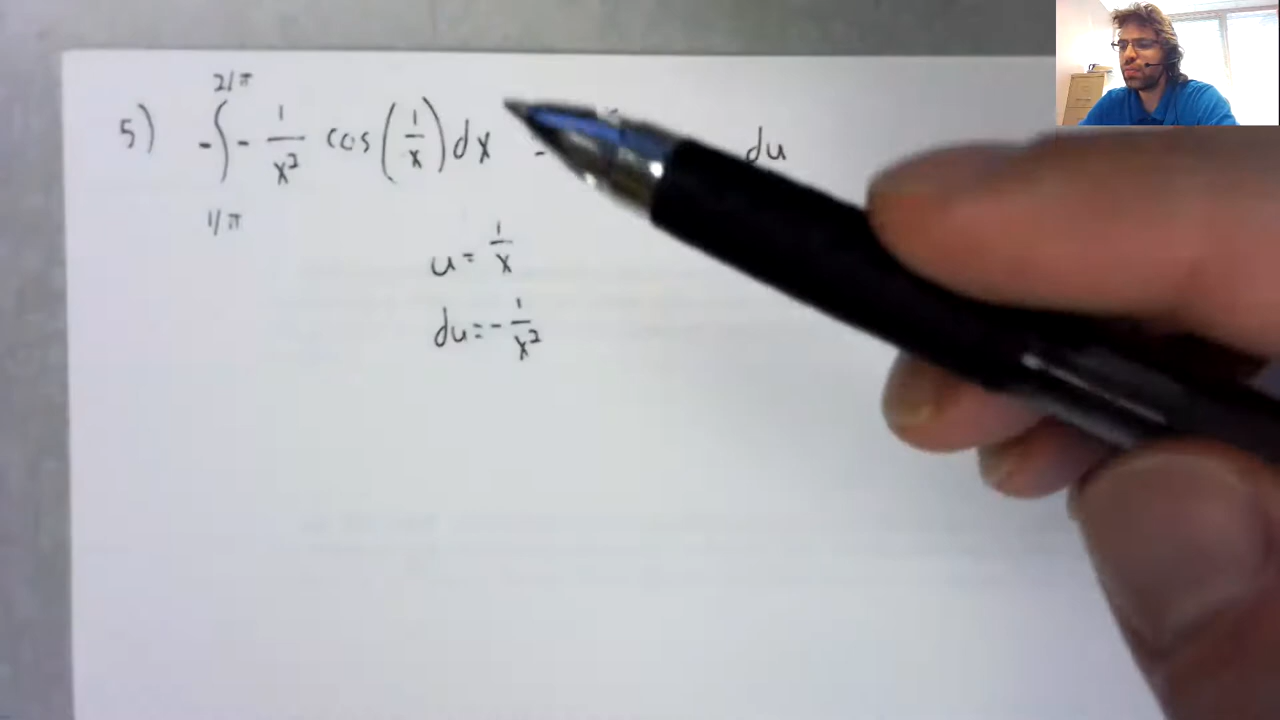 5) -∫_{1/π}^{2/π} - 1/x² cos(1/x) dx = du
u = 1/x
du = - 1/x²